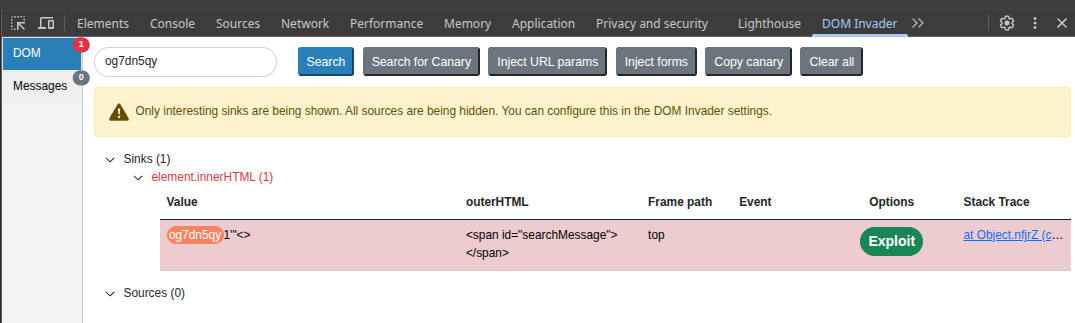 Elements Console Sources Network Performance Memory Application Privacy and security Lighthouse DOM Invader
DOM 1
Messages 0
og7dn5qy Search Search for Canary Inject URL params Inject forms Copy canary Clear all
Only interesting sinks are being shown. All sources are being hidden. You can configure this in the DOM Invader settings.
Sinks (1)
element.innerHTML (1)
Value outerHTML Frame path Event Options Stack Trace
og7dn5qy1'"<> <span id="searchMessage"> top Exploit at Object.nfjrZ (c…
</span>
Sources (0)